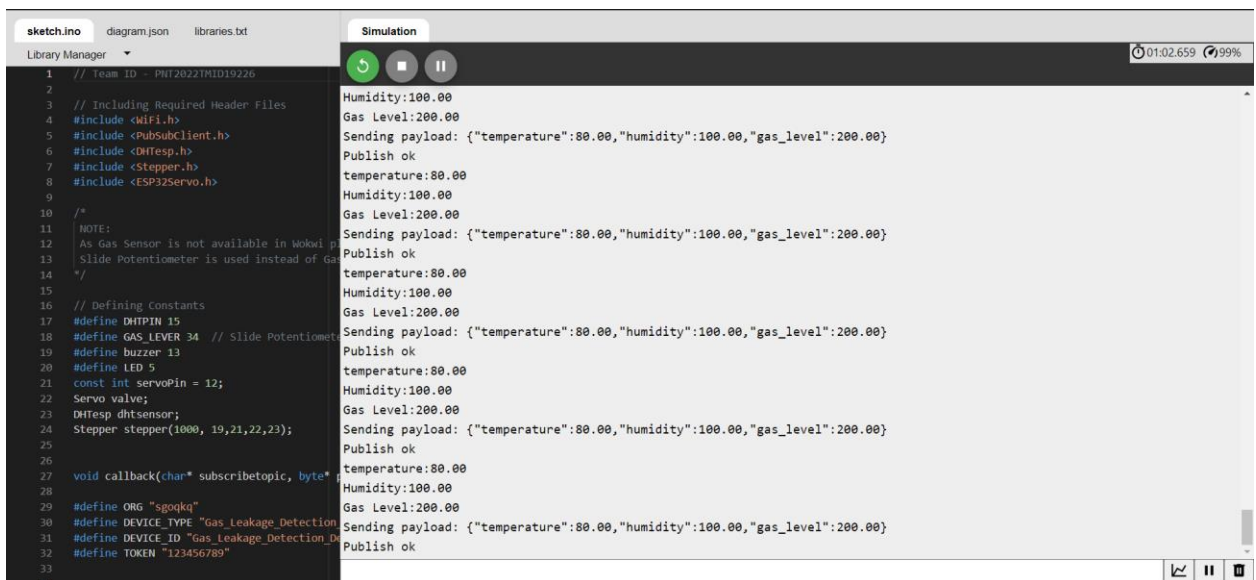 sketch.ino diagram.json libraries.txt
Library Manager
1 // Team ID - PNT2022TMID19226
2
3 // Including Required Header Files
4 #include <WiFi.h>
5 #include <PubSubClient.h>
6 #include <DHTesp.h>
7 #include <Stepper.h>
8 #include <ESP32Servo.h>
9
10 /*
11 NOTE:
12 As Gas Sensor is not available in Wokwi
13 Slide Potentiometer is used instead of
14 */
15
16 // Defining Constants
17 #define DHTPIN 15
18 #define GAS_LEVER 34 // Slide
19 #define buzzer 13
20 #define LED 5
21 const int servoPin = 12;
22 Servo valve;
23 DHTesp dhtsensor;
24 Stepper stepper(1000, 19,21,22,23);
25
26
27 void callback(char* subscribetopic, byte*
28
29 #define ORG "sgoqkq"
30 #define DEVICE_TYPE "Gas_Leakage_Detection_
31 #define DEVICE_ID "Gas_Leakage_Detection_De
32 #define TOKEN "123456789"
33
Simulation
01:02.659 99%
Humidity:100.00
Gas Level:200.00
Sending payload: {"temperature":80.00,"humidity":100.00,"gas_level":200.00}
Publish ok
temperature:80.00
Humidity:100.00
Gas Level:200.00
Sending payload: {"temperature":80.00,"humidity":100.00,"gas_level":200.00}
Publish ok
temperature:80.00
Humidity:100.00
Gas Level:200.00
Sending payload: {"temperature":80.00,"humidity":100.00,"gas_level":200.00}
Publish ok
temperature:80.00
Humidity:100.00
Gas Level:200.00
Sending payload: {"temperature":80.00,"humidity":100.00,"gas_level":200.00}
Publish ok
temperature:80.00
Humidity:100.00
Gas Level:200.00
Sending payload: {"temperature":80.00,"humidity":100.00,"gas_level":200.00}
Publish ok